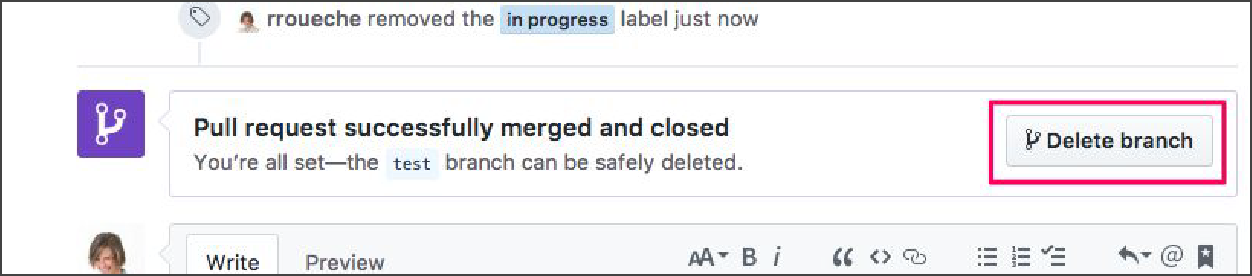 rroueche removed the in progress label just now
Pull request successfully merged and closed
You're all set—the test branch can be safely deleted.
Delete branch
Write Preview AA B i